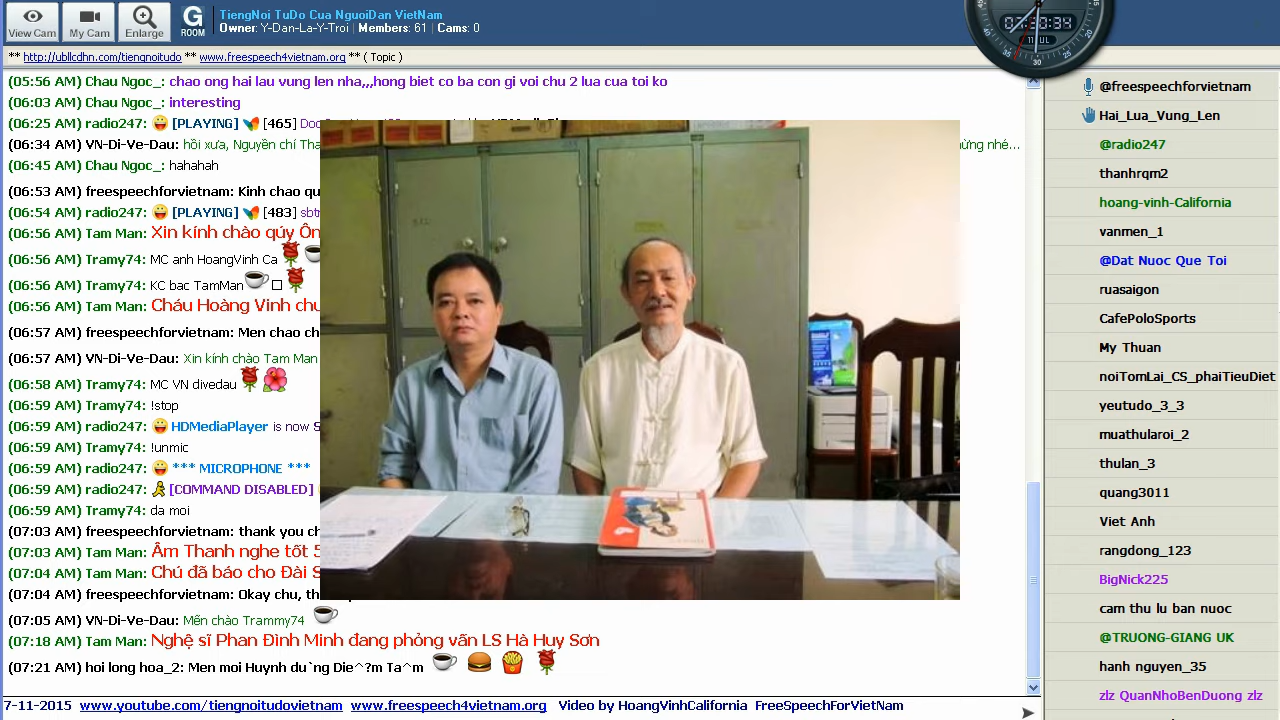 View Cam
My Cam
Enlarge
G
ROOM
TiengNoi TuDo Cua NguoiDan VietNam
Owner: Y-Dan-La-Y-Troi | Members: 61 | Cams: 0
07:30:34
11 JUL
** http://ubllcdhn.com/tiengnoitudo ** www.freespeech4vietnam.org ** ( Topic )
(05:56 AM) Chau Ngoc_: chao ong hai lau vung len nha,,,hong biet co ba con gi voi chu 2 lua cua toi ko
(06:03 AM) Chau Ngoc_: interesting
(06:25 AM) radio247: [PLAYING] [465]
(06:34 AM) VN-Di-Ve-Dau: hồi xưa, Nguyễn chí Tha ừng nhé...
(06:45 AM) Chau Ngoc_: hahahah
(06:53 AM) freespeechforvietnam: Kinh chao qu
(06:54 AM) radio247: [PLAYING] [483] sbtn
(06:56 AM) Tam Man: Xin kính chào qúy Ôn
(06:56 AM) Tramy74: MC anh HoangVinh Ca
(06:56 AM) Tramy74: KC bac TamMan
(06:56 AM) Tam Man: Cháu Hoàng Vinh chu
(06:57 AM) freespeechforvietnam: Men chao ch
(06:57 AM) VN-Di-Ve-Dau: Xin kính chào Tam Man
(06:58 AM) Tramy74: MC VN divedau
(06:59 AM) Tramy74: !stop
(06:59 AM) radio247: HDMediaPlayer is now S
(06:59 AM) Tramy74: !unmic
(06:59 AM) radio247: *** MICROPHONE ***
(06:59 AM) radio247: [COMMAND DISABLED]
(06:59 AM) Tramy74: da moi
(07:03 AM) freespeechforvietnam: thank you ch
(07:03 AM) Tam Man: Âm Thanh nghe tốt 5
(07:04 AM) Tam Man: Chú đã báo cho Đài S
(07:04 AM) freespeechforvietnam: Okay chu, th
(07:05 AM) VN-Di-Ve-Dau: Mến chào Trammy74
(07:18 AM) Tam Man: Nghệ sĩ Phan Đình Minh đang phỏng vấn LS Hà Huy Sơn
(07:21 AM) hoi long hoa_2: Men moi Huynh du`ng Die^?m Ta^m
@freespeechforvietnam
Hai_Lua_Vung_Len
@radio247
thanhrqm2
hoang-vinh-California
vanmen_1
@Dat Nuoc Que Toi
ruasaigon
CafePoloSports
My Thuan
noiTomLai_CS_phaiTieuDiet
yeutudo_3_3
muathularoi_2
thulan_3
quang3011
Viet Anh
rangdong_123
BigNick225
cam thu lu ban nuoc
@TRUONG-GIANG UK
hanh nguyen_35
zlz QuanNhoBenDuong zlz
7-11-2015 www.youtube.com/tiengnoitudovietnam www.freespeech4vietnam.org Video by HoangVinhCalifornia FreeSpeechForVietNam